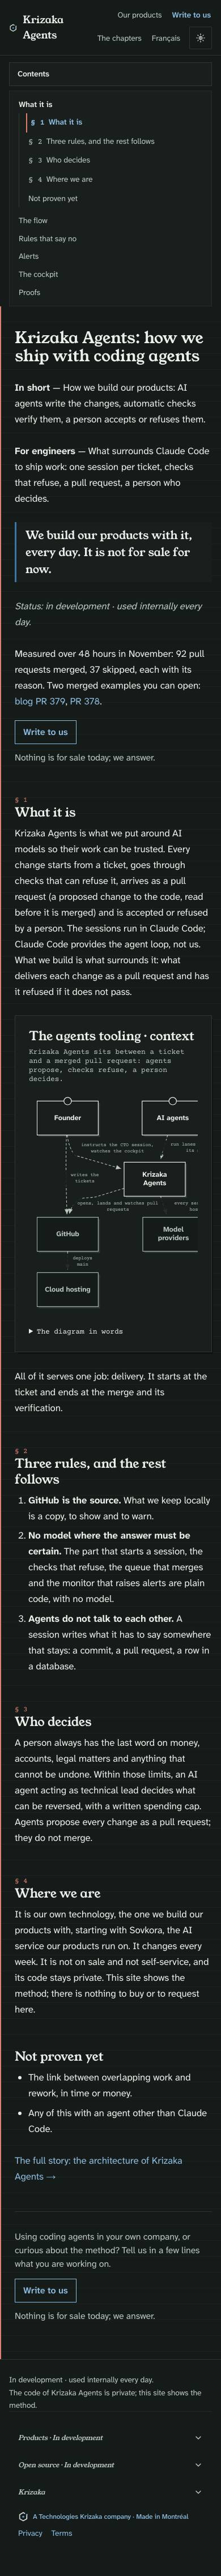 Krizaka
Agents
Our products
Write to us
The chapters
Français
Contents
What it is
§ 1 What it is
§ 2 Three rules, and the rest follows
§ 3 Who decides
§ 4 Where we are
Not proven yet
The flow
Rules that say no
Alerts
The cockpit
Proofs
Krizaka Agents: how we
ship with coding agents
In short — How we build our products: AI
agents write the changes, automatic checks
verify them, a person accepts or refuses them.
For engineers — What surrounds Claude Code
to ship work: one session per ticket, checks
that refuse, a pull request, a person who
decides.
We build our products with it,
every day. It is not for sale for
now.
Status: in development · used internally every
day.
Measured over 48 hours in November: 92 pull
requests merged, 37 skipped, each with its
reason. Two merged examples you can open:
blog PR 379, PR 378.
Write to us
Nothing is for sale today; we answer.
§ 1
What it is
Krizaka Agents is what we put around AI
models so their work can be trusted. Every
change starts from a ticket, goes through
checks that can refuse it, arrives as a pull
request (a proposed change to the code, read
before it is merged) and is accepted or refused
by a person. The sessions run in Claude Code;
Claude Code provides the agent loop, not us.
What we build is what surrounds it: what
delivers each change as a pull request and has
it refused if it does not pass.
The agents tooling · context
Krizaka Agents sits between a ticket
and a merged pull request: agents
propose, checks refuse, a person
decides.
Founder
AI agents
instructs the CTO session,
watches the cockpit
run lanes
its
writes the
tickets
Krizaka
Agents
opens, lands and watches pull
requests
every
GitHub
Model
providers
deploys
main
Cloud hosting
▶ The diagram in words
All of it serves one job: delivery. It starts at the
ticket and ends at the merge and its
verification.
§ 2
Three rules, and the rest
follows
1. GitHub is the source. What we keep locally
is a copy, to show and to warn.
2. No model where the answer must be
certain. The part that starts a session, the
checks that refuse, the queue that merges
and the monitor that raises alerts are plain
code, with no model.
3. Agents do not talk to each other. A
session writes what it has to say somewhere
that stays: a commit, a pull request, a row in
a database.
§ 3
Who decides
A person always has the last word on money,
accounts, legal matters and anything that
cannot be undone. Within those limits, an AI
agent acting as technical lead decides what
can be reversed, with a written spending cap.
Agents propose every change as a pull request;
they do not merge.
§ 4
Where we are
It is our own technology, the one we build our
products with, starting with Sovkora, the AI
service our products run on. It changes every
week. It is not on sale and not self-service, and
its code stays private. This site shows the
method; there is nothing to buy or to request
here.
Not proven yet
• The link between overlapping work and
rework, in time or money.
• Any of this with an agent other than Claude
Code.
The full story: the architecture of Krizaka
Agents →
Using coding agents in your own company, or
curious about the method? Tell us in a few lines
what you are working on.
Write to us
Nothing is for sale today; we answer.
In development · used internally every day.
The code of Krizaka Agents is private; this site shows the
method.
Products · In development
Open source · In development
Krizaka
A Technologies Krizaka company · Made in Montréal
Privacy
Terms